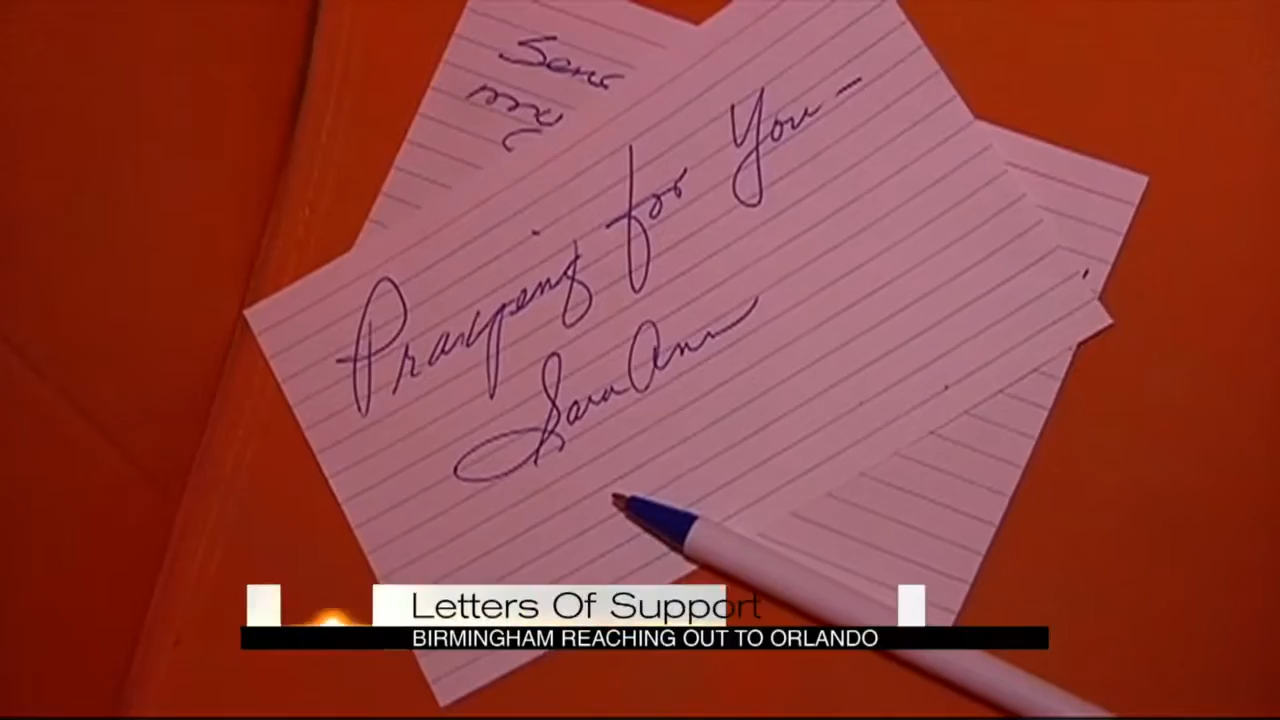 Praying for You -
Sara Ann
Letters Of Support
BIRMINGHAM REACHING OUT TO ORLANDO